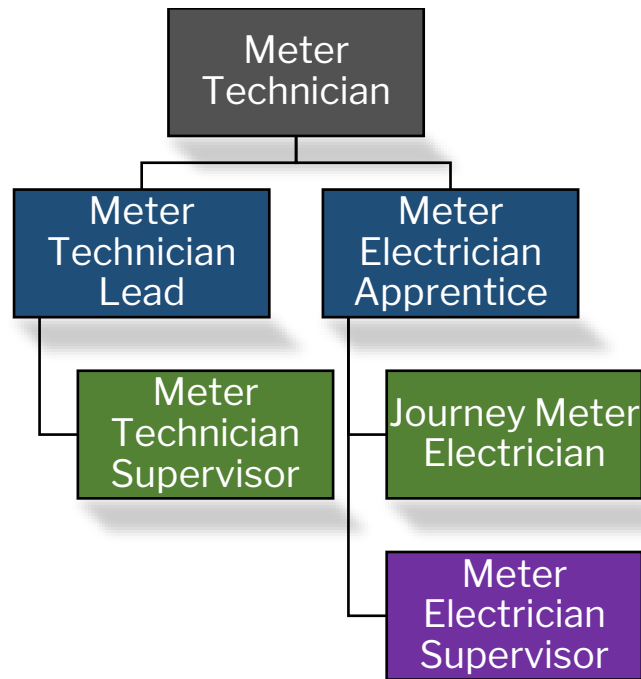 Meter
Technician
Meter
Technician
Lead
Meter
Electrician
Apprentice
Meter
Technician
Supervisor
Journey Meter
Electrician
Meter
Electrician
Supervisor